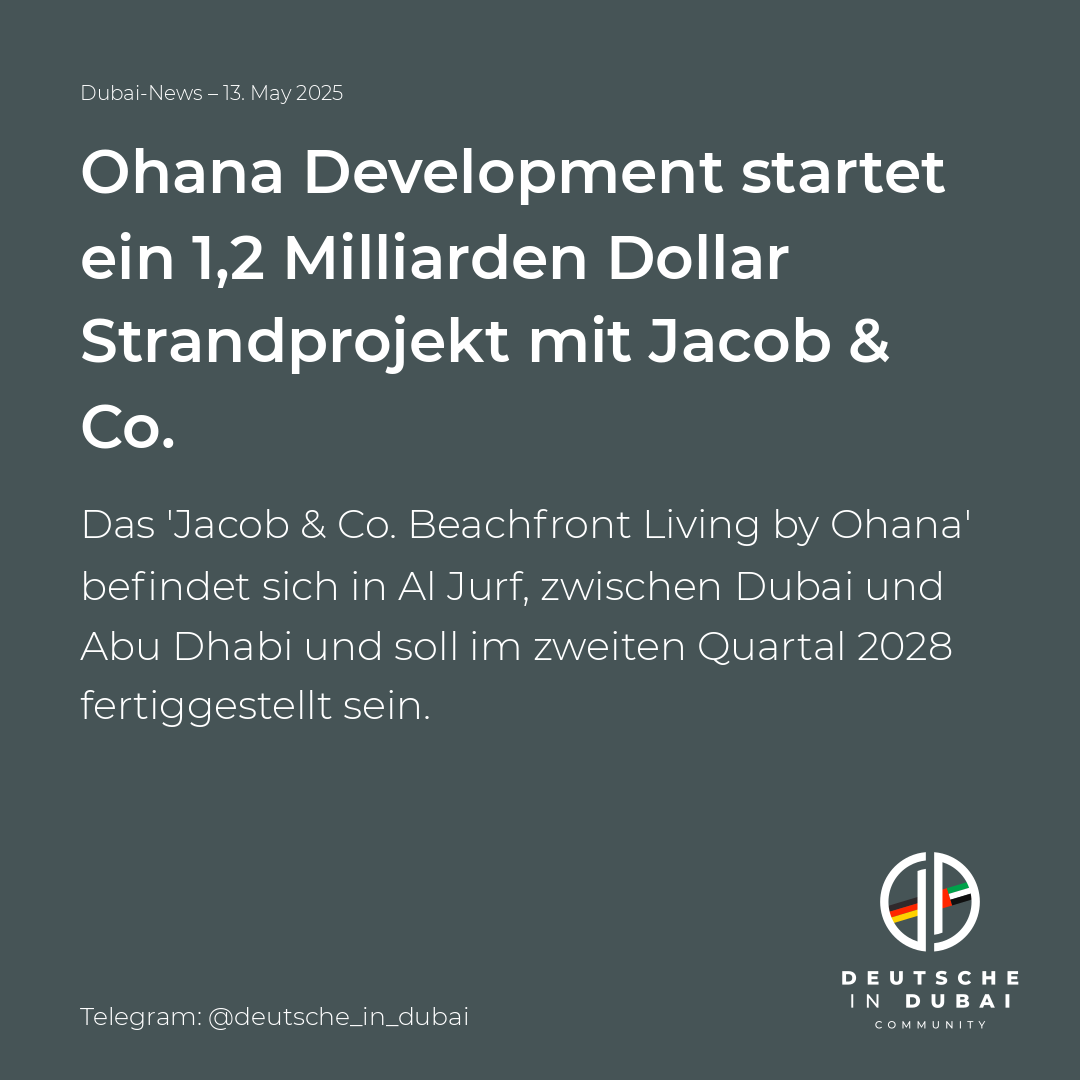 Dubai-News – 13. May 2025
Ohana Development startet
ein 1,2 Milliarden Dollar
Strandprojekt mit Jacob &
Co.
Das 'Jacob & Co. Beachfront Living by Ohana'
befindet sich in Al Jurf, zwischen Dubai und
Abu Dhabi und soll im zweiten Quartal 2028
fertiggestellt sein.
DEUTSCHE
IN DUBAI
COMMUNITY
Telegram: @deutsche_in_dubai